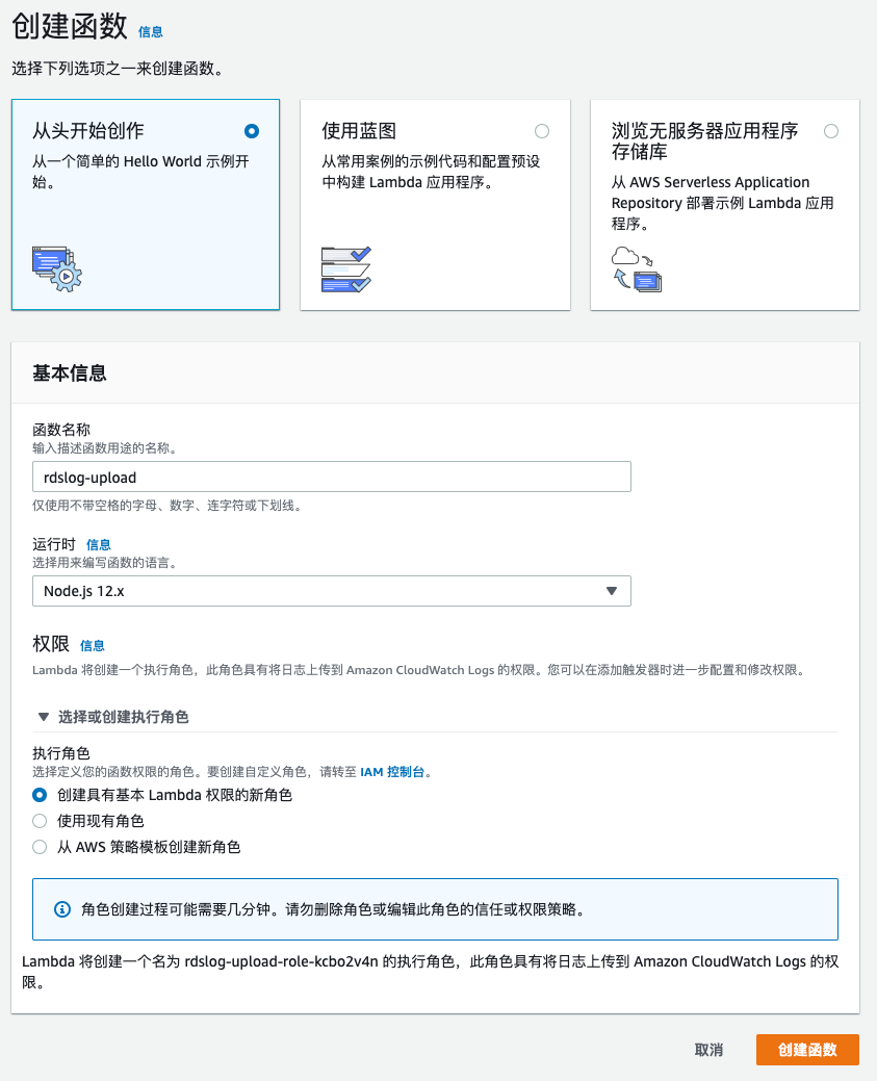 创建函数 信息
选择下列选项之一来创建函数。
从头开始创作
从一个简单的 Hello World 示例开
始。
使用蓝图
从常用案例的示例代码和配置预设
中构建 Lambda 应用程序。
浏览无服务器应用程序
存储库
从 AWS Serverless Application
Repository 部署示例 Lambda 应用
程序。
基本信息
函数名称
输入描述函数用途的名称。
rdslog-upload
仅使用不带空格的字母、数字、连字符或下划线。
运行时 信息
选择用来编写函数的语言。
Node.js 12.x
权限 信息
Lambda 将创建一个执行角色，此角色具有将日志上传到 Amazon CloudWatch Logs 的权限。您可以在添加触发器时进一步配置和修改权限。
选择或创建执行角色
执行角色
选择定义您的函数权限的角色。要创建自定义角色，请转至 IAM 控制台。
创建具有基本 Lambda 权限的新角色
使用现有角色
从 AWS 策略模板创建新角色
角色创建过程可能需要几分钟。请勿删除角色或编辑此角色的信任或权限策略。
Lambda 将创建一个名为 rdslog-upload-role-kcbo2v4n 的执行角色，此角色具有将日志上传到 Amazon CloudWatch Logs 的权
限。
取消
创建函数